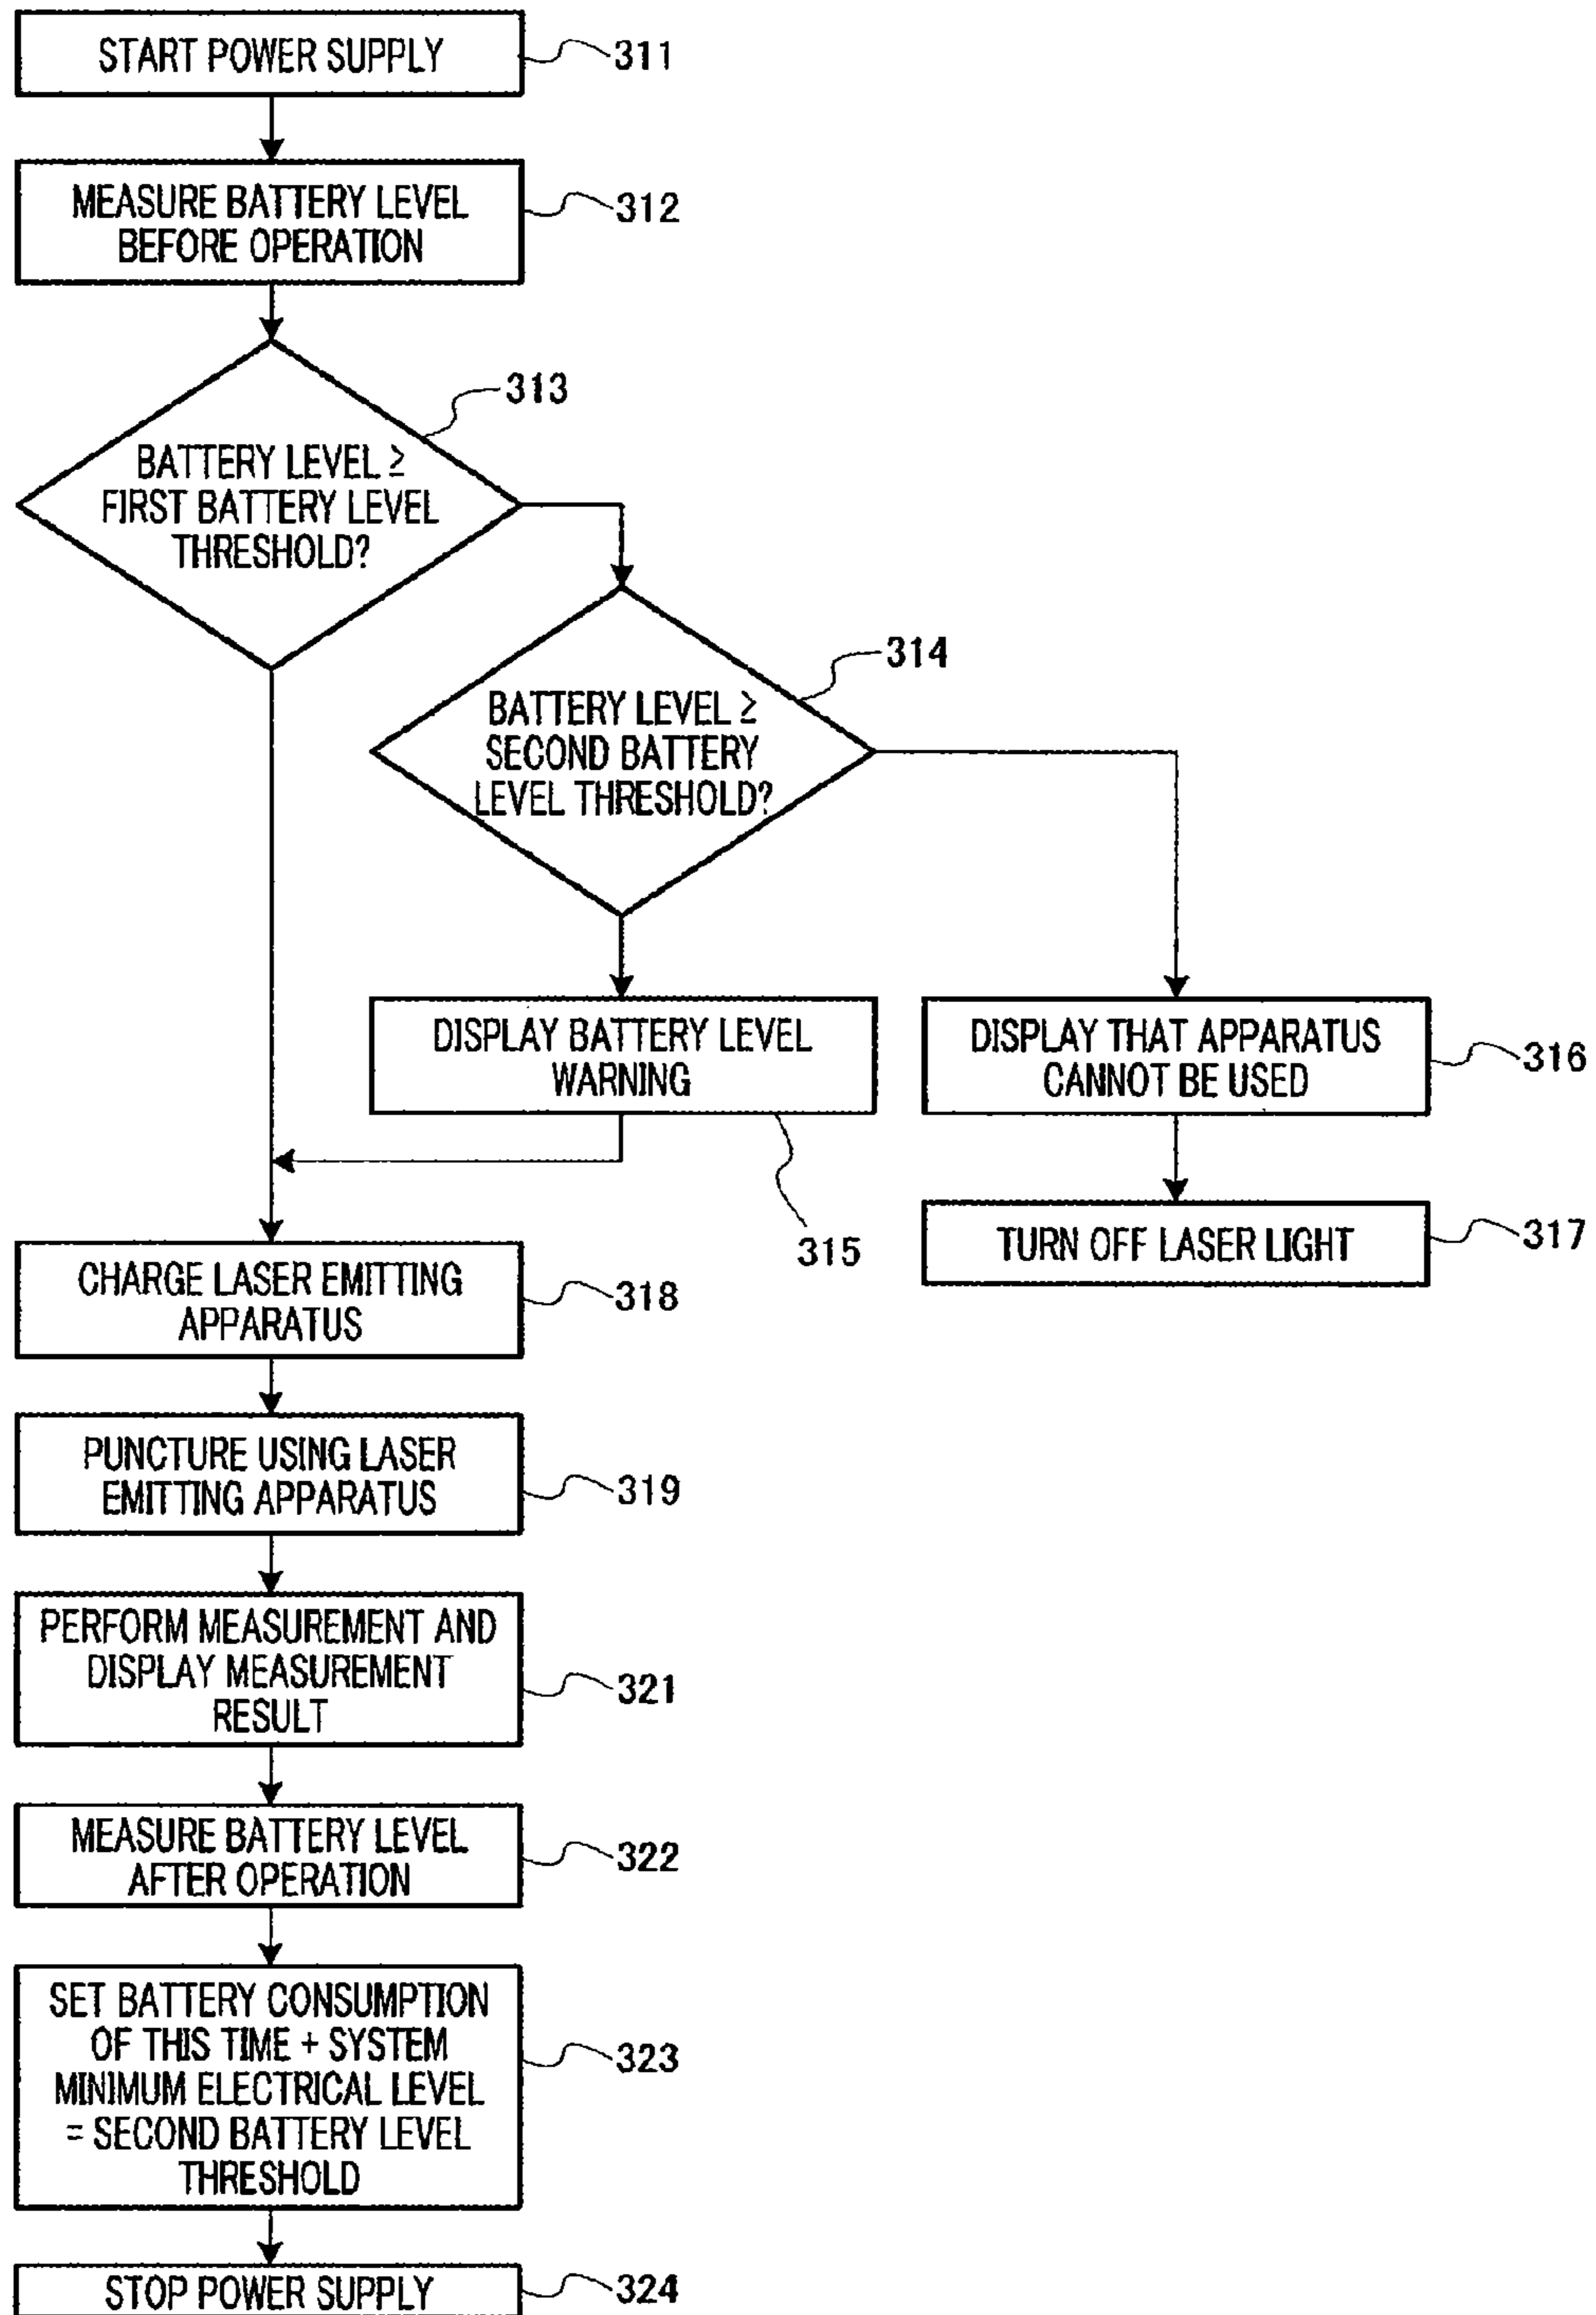 START POWER SUPPLY
311
MEASURE BATTERY LEVEL
BEFORE OPERATION
312
313
BATTERY LEVEL ≥
FIRST BATTERY LEVEL
THRESHOLD?
314
BATTERY LEVEL ≥
SECOND BATTERY
LEVEL THRESHOLD?
DISPLAY BATTERY LEVEL
WARNING
315
DISPLAY THAT APPARATUS
CANNOT BE USED
316
TURN OFF LASER LIGHT
317
CHARGE LASER EMITTING
APPARATUS
318
PUNCTURE USING LASER
EMITTING APPARATUS
319
PERFORM MEASUREMENT AND
DISPLAY MEASUREMENT
RESULT
321
MEASURE BATTERY LEVEL
AFTER OPERATION
322
SET BATTERY CONSUMPTION
OF THIS TIME + SYSTEM
MINIMUM ELECTRICAL LEVEL
= SECOND BATTERY LEVEL
THRESHOLD
323
STOP POWER SUPPLY
324